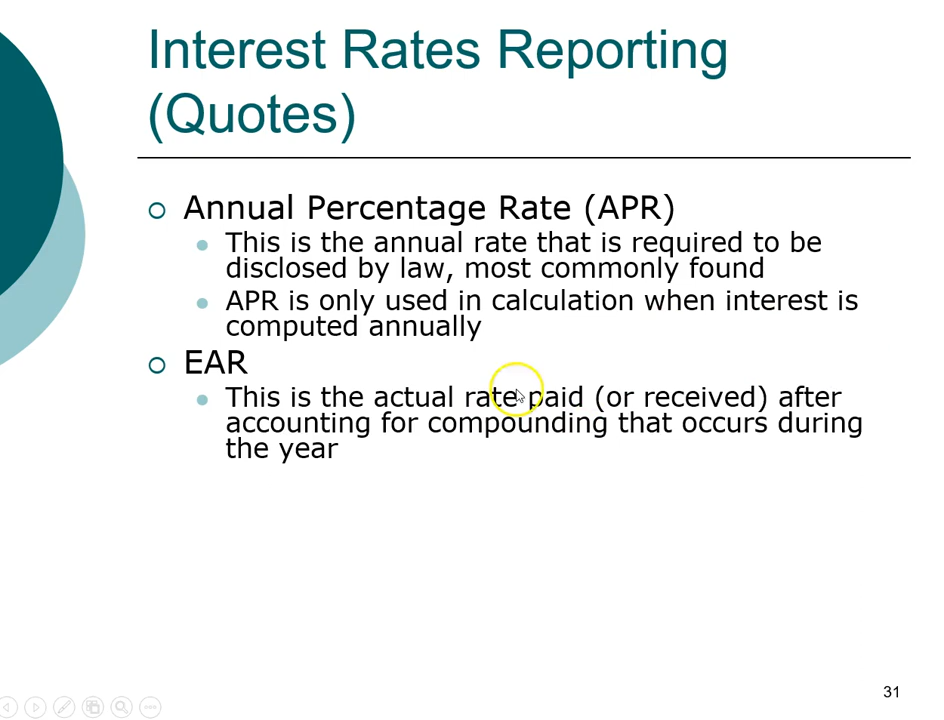 Interest Rates Reporting
(Quotes)
Annual Percentage Rate (APR)
This is the annual rate that is required to be
disclosed by law, most commonly found
APR is only used in calculation when interest is
computed annually
EAR
This is the actual rate paid (or received) after
accounting for compounding that occurs during
the year
31